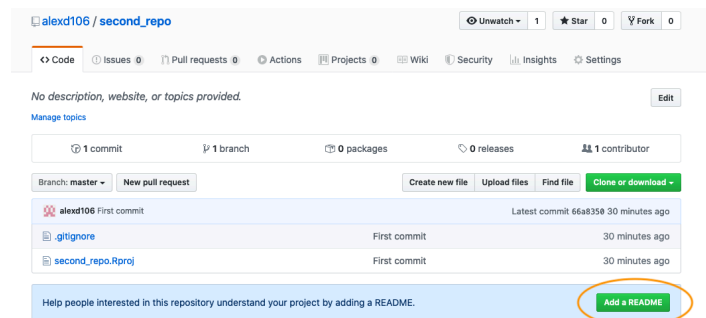 alexd106 / second_repo Unwatch 1 Star 0 Fork 0
Code Issues 0 Pull requests 0 Actions Projects 0 Wiki Security Insights Settings
No description, website, or topics provided. Edit
Manage topics
1 commit 1 branch 0 packages 0 releases 1 contributor
Branch: master New pull request Create new file Upload files Find file Clone or download
alexd106 First commit Latest commit 66a8350 30 minutes ago
.gitignore First commit 30 minutes ago
second_repo.Rproj First commit 30 minutes ago
Help people interested in this repository understand your project by adding a README. Add a README